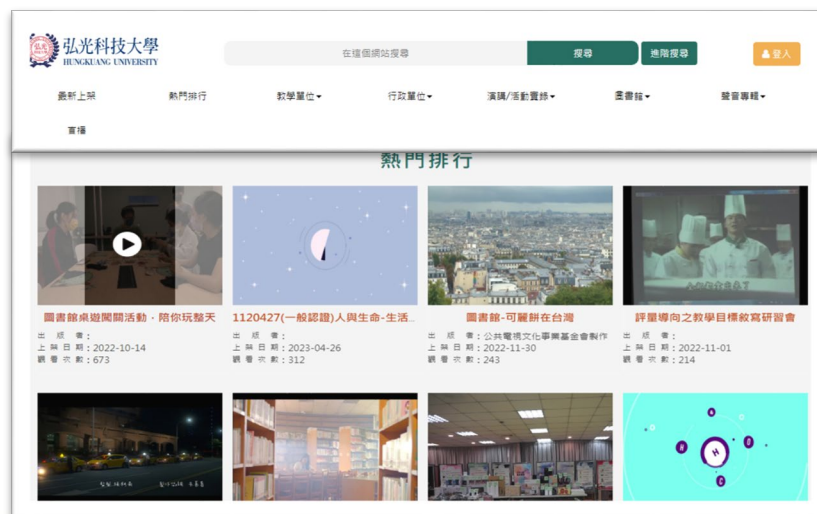 弘光科技大學
HUNGKUANG UNIVERSITY
在這個網站搜尋
搜尋
進階搜尋
登入
最新上架
熱門排行
教學單位
行政單位
演講/活動實錄
圖書館
聲音專輯
直播
熱門排行
圖書館桌遊闖關活動．陪你玩整天
出版者：
上架日期：2022-10-14
觀看次數：673
1120427(一般認證)人與生命-生活...
出版者：
上架日期：2023-04-26
觀看次數：312
圖書館-可麗餅在台灣
出版者：公共電視文化事業基金會製作
上架日期：2022-11-30
觀看次數：243
評量導向之教學目標敘寫研習會
出版者：
上架日期：2022-11-01
觀看次數：214
H
A
O
C